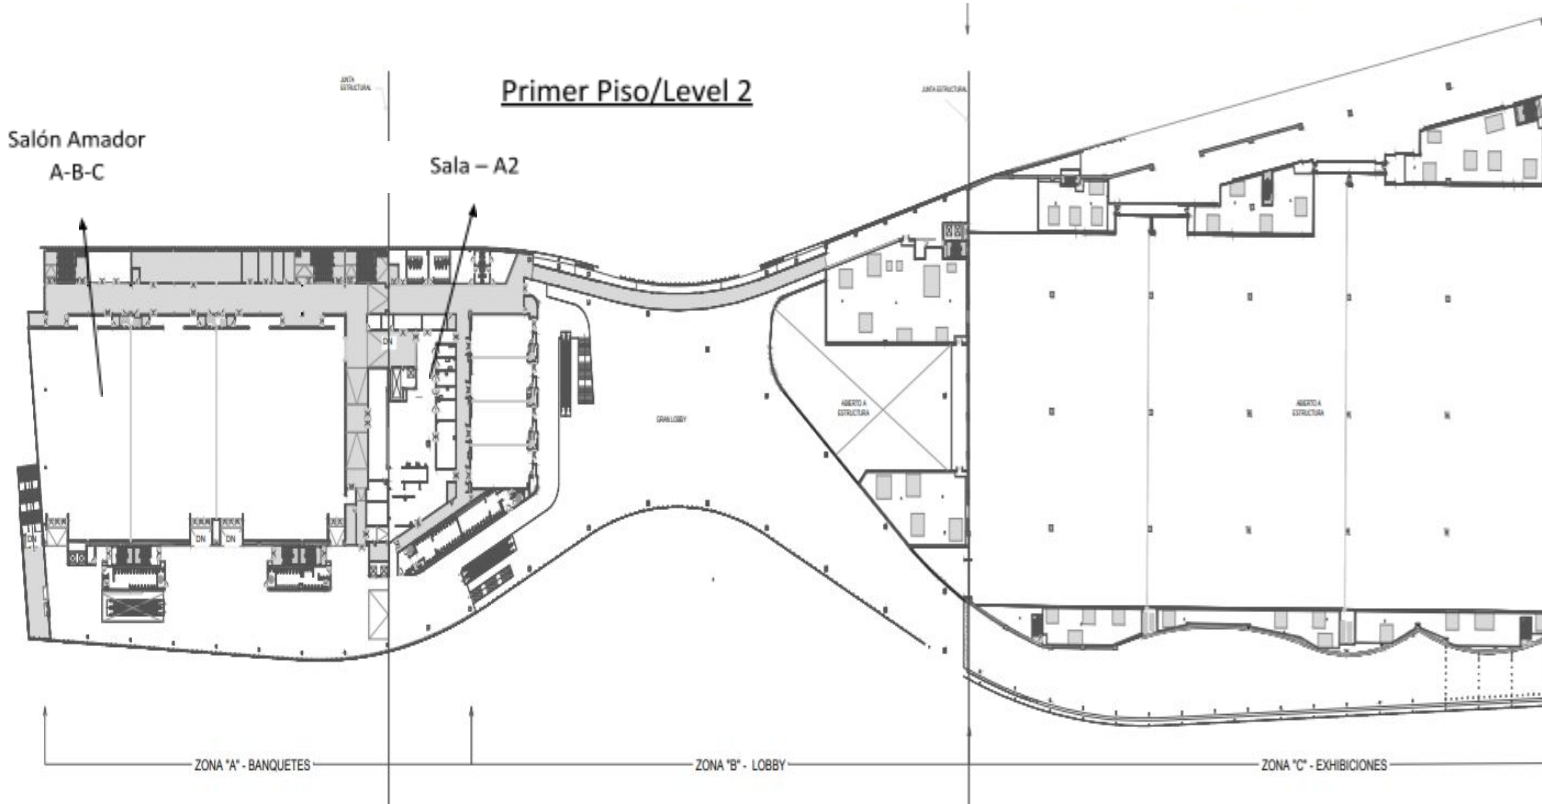 JUNTA
ESTRUCTURAL
Primer Piso/Level 2
JUNTA ESTRUCTURAL
Salón Amador
A-B-C
Sala – A2
DN
GRAN LOBBY
ABIERTO A
ESTRUCTURA
ABIERTO A
ESTRUCTURA
DN
DN
DN
ZONA "A" - BANQUETES
ZONA "B" - LOBBY
ZONA "C" - EXHIBICIONES